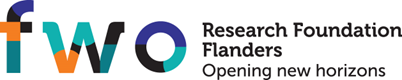 fwo
Research Foundation
Flanders
Opening new horizons